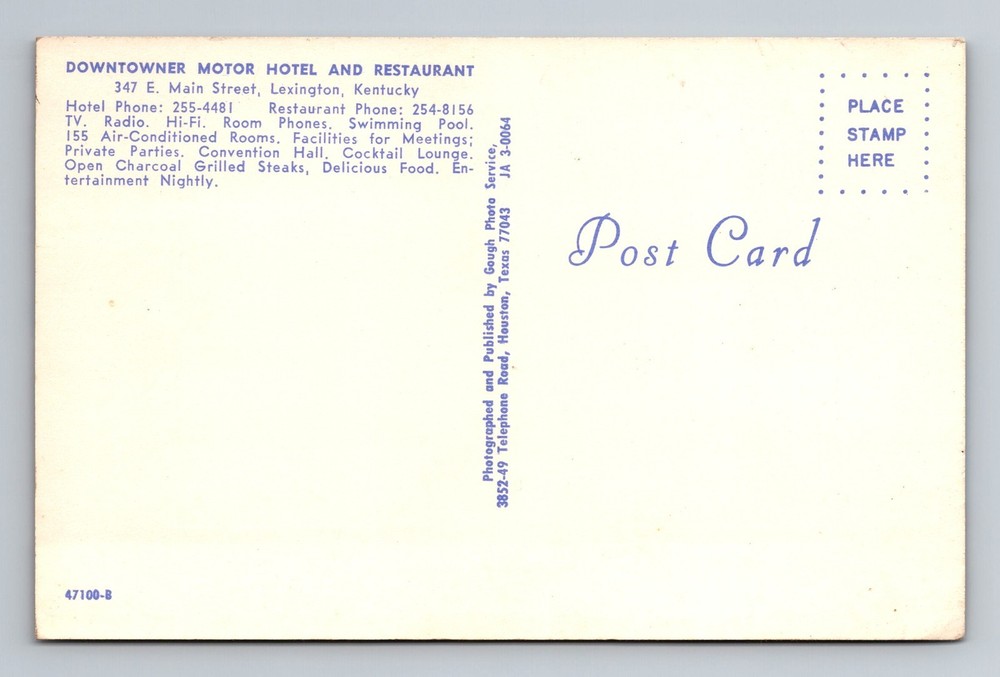 DOWNTOWNER MOTOR HOTEL AND RESTAURANT
347 E. Main Street, Lexington, Kentucky
Hotel Phone: 255-4481 Restaurant Phone: 254-8156
TV. Radio. Hi-Fi. Room Phones. Swimming Pool.
155 Air-Conditioned Rooms. Facilities for Meetings;
Private Parties. Convention Hall. Cocktail Lounge.
Open Charcoal Grilled Steaks, Delicious Food. En-
tertainment Nightly.
47100-B
Photographed and Published by Gough Photo Service,
3852-49 Telephone Road, Houston, Texas 77043 JA 3-0064
PLACE
STAMP
HERE
Post Card